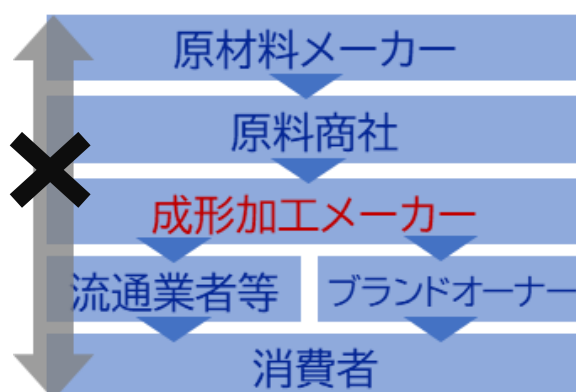 原材料メーカー
原料商社
成形加工メーカー
流通業者等
ブランドオーナー
消費者